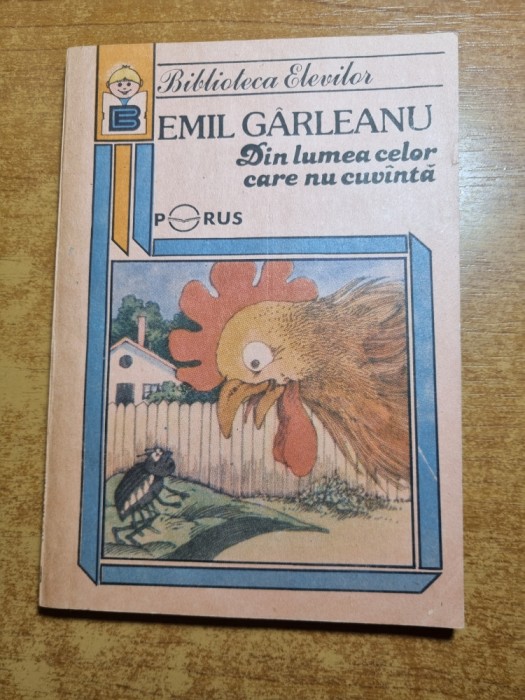 Biblioteca Elevilor
B
EMIL GÂRLEANU
Din lumea celor
care nu cuvîntă
PORUS